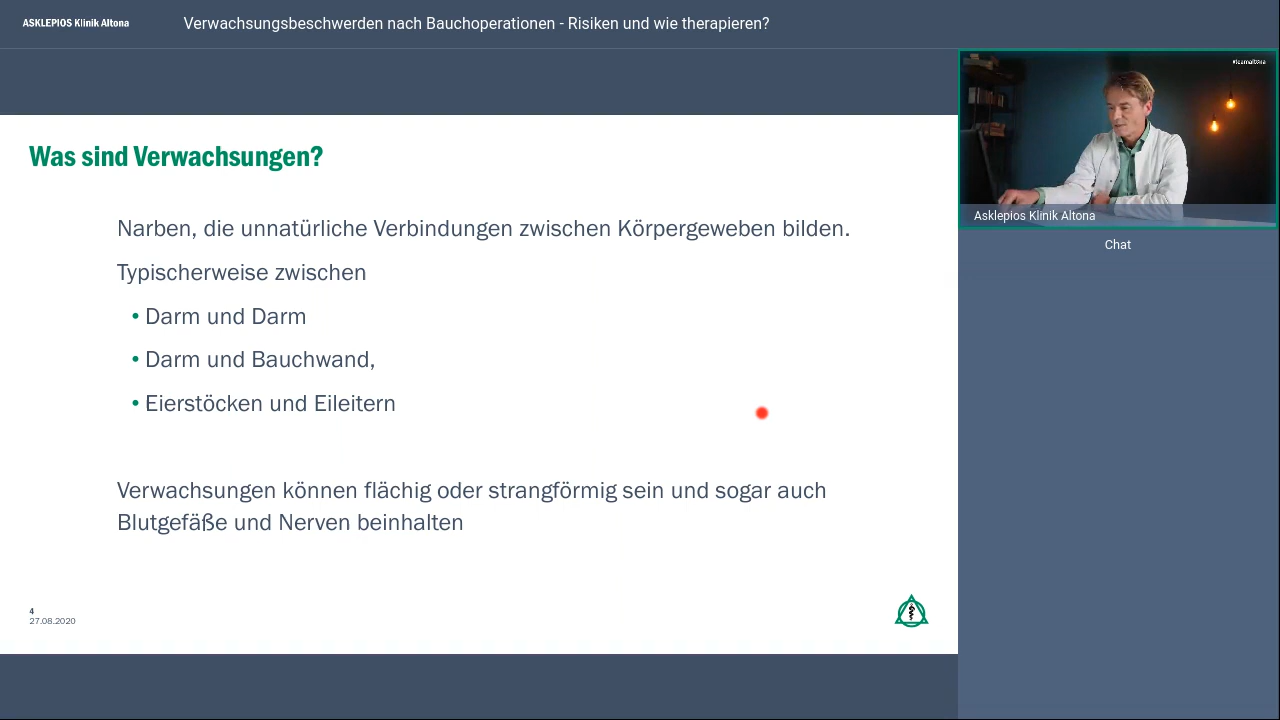 ASKLEPIOS Klinik Altona
Verwachsungsbeschwerden nach Bauchoperationen - Risiken und wie therapieren?
#teamaltona
Asklepios Klinik Altona
Chat
Was sind Verwachsungen?
Narben, die unnatürliche Verbindungen zwischen Körpergeweben bilden.
Typischerweise zwischen
• Darm und Darm
• Darm und Bauchwand,
• Eierstöcken und Eileitern
Verwachsungen können flächig oder strangförmig sein und sogar auch
Blutgefäße und Nerven beinhalten
4
27.08.2020